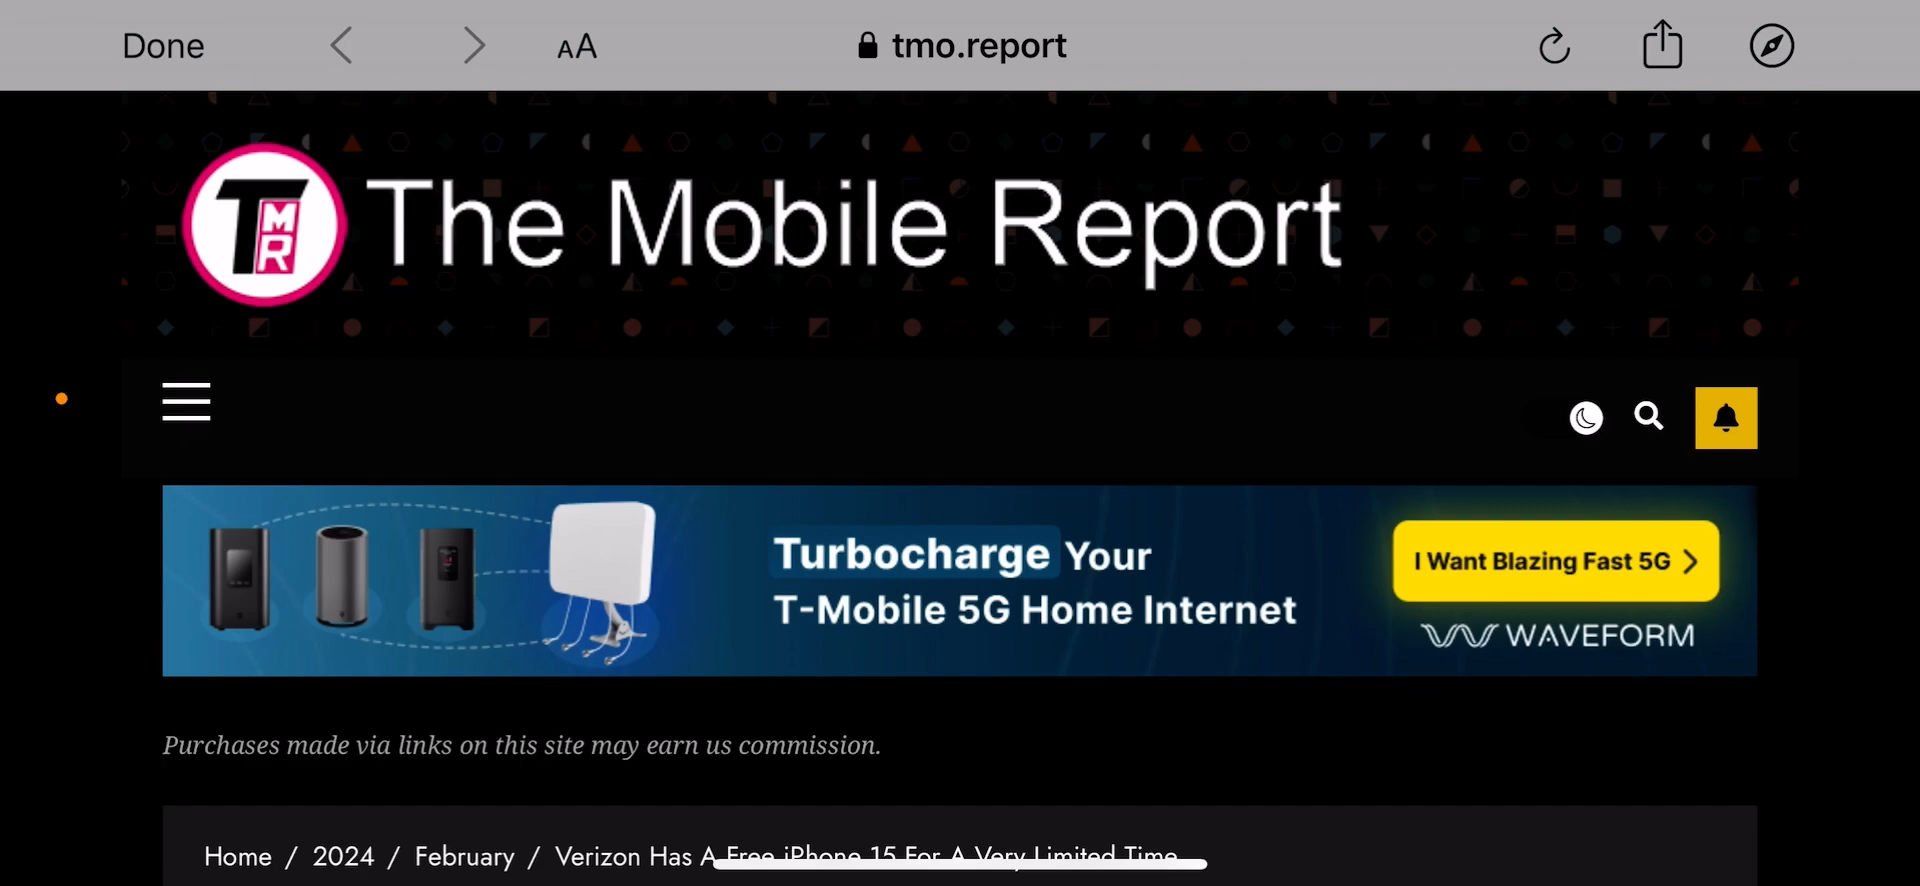 Done
AA
tmo.report
TMR The Mobile Report
Turbocharge Your
T-Mobile 5G Home Internet
I Want Blazing Fast 5G
WAVEFORM
Purchases made via links on this site may earn us commission.
Home / 2024 / February / Verizon Has A Free iPhone 15 For A Very Limited Time